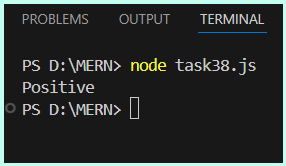 PROBLEMS OUTPUT TERMINAL
PS D:\MERN> node task38.js
Positive
PS D:\MERN>